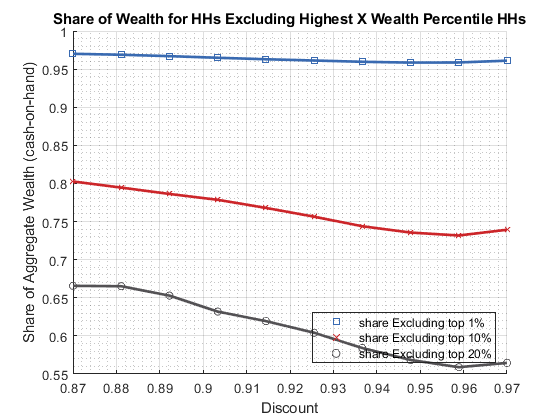 Share of Wealth for HHs Excluding Highest X Wealth Percentile HHs
Share of Aggregate Wealth (cash-on-hand)
1
0.95
0.9
0.85
0.8
0.75
0.7
0.65
0.6
0.55
share Excluding top 1%
share Excluding top 10%
share Excluding top 20%
0.87 0.88 0.89 0.9 0.91 0.92 0.93 0.94 0.95 0.96 0.97
Discount